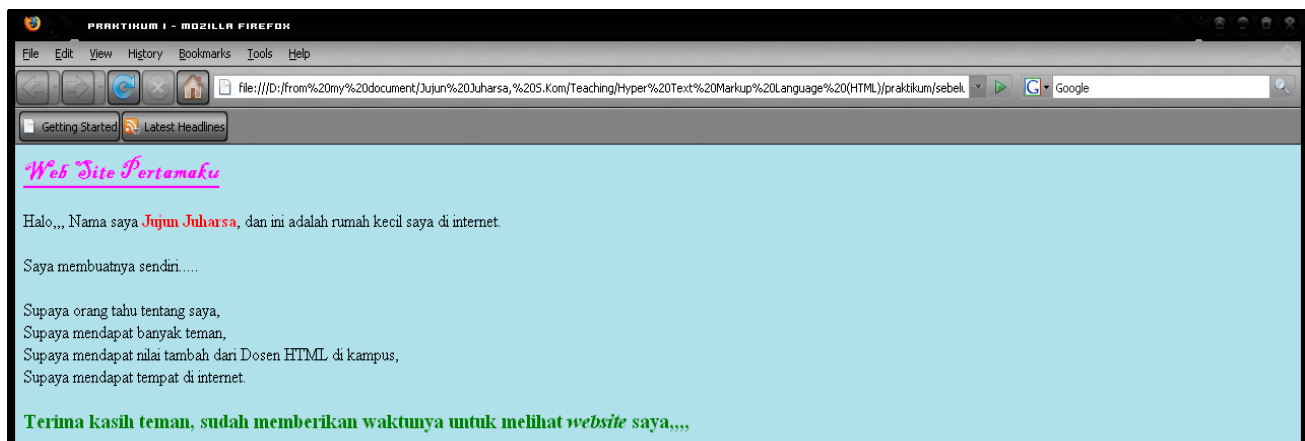 PRAKTIKUM I - MOZILLA FIREFOX
File Edit View History Bookmarks Tools Help
file:///D:/from%20my%20document/Jujun%20Juharsa,%20S.Kom/Teaching/Hyper%20Text%20Markup%20Language%20(HTML)/praktikum/sebelu G Google
Getting Started Latest Headlines
Web Site Pertamaku
Halo,,, Nama saya Jujun Juharsa, dan ini adalah rumah kecil saya di internet.
Saya membuatnya sendiri.....
Supaya orang tahu tentang saya,
Supaya mendapat banyak teman,
Supaya mendapat nilai tambah dari Dosen HTML di kampus,
Supaya mendapat tempat di internet.
Terima kasih teman, sudah memberikan waktunya untuk melihat website saya,,,,